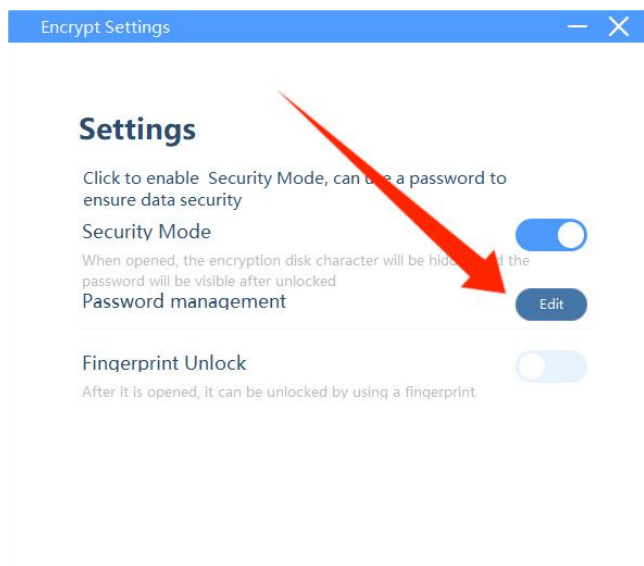 Encrypt Settings
Settings
Click to enable Security Mode, can use a password to
ensure data security
Security Mode
When opened, the encryption disk character will be the
password will be visible after unlocked
Password management
Edit
Fingerprint Unlock
After it is opened, it can be unlocked by using a fingerprint